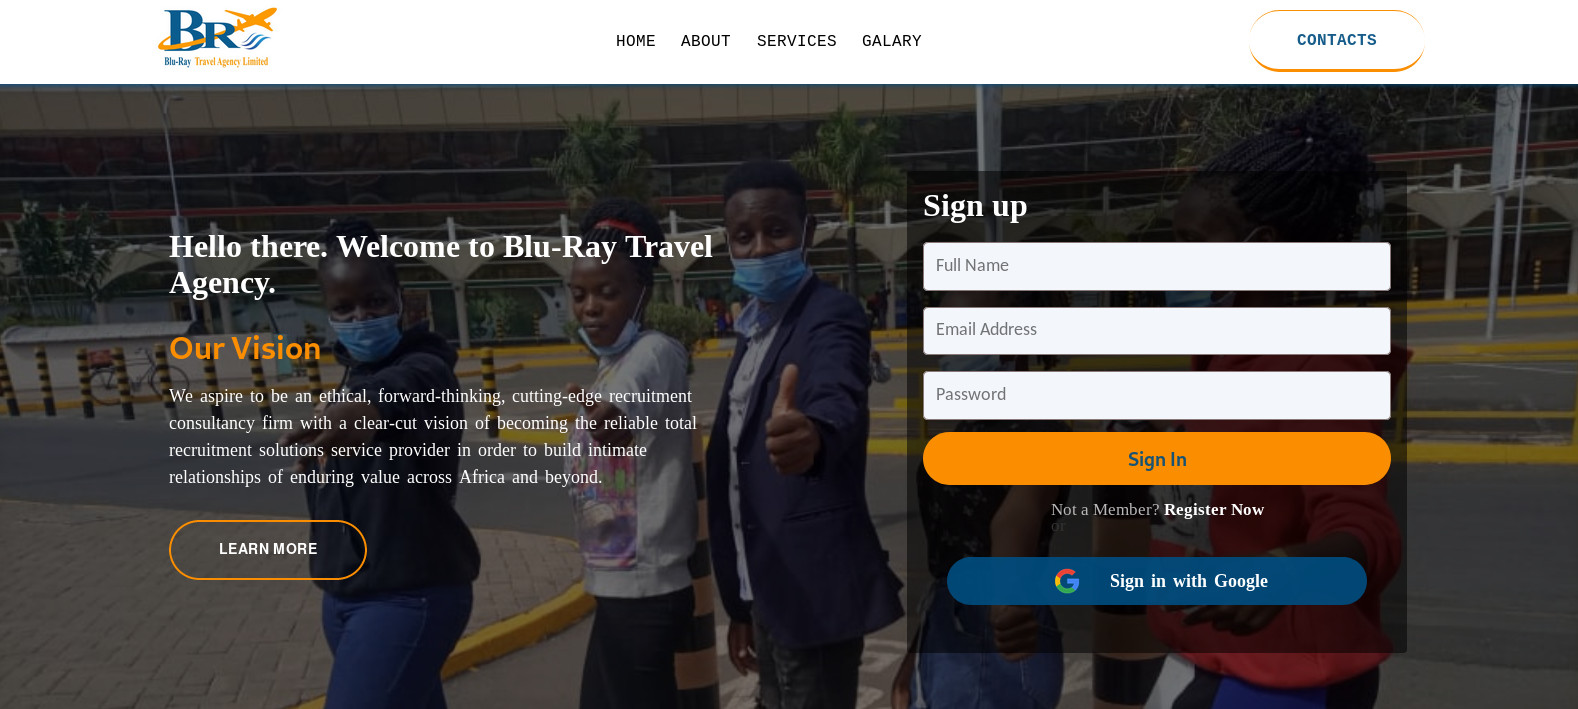 BR
Blu-Ray Travel Agency Limited
HOME ABOUT SERVICES GALARY
CONTACTS
Hello there. Welcome to Blu-Ray Travel
Agency.
Our Vision
We aspire to be an ethical, forward-thinking, cutting-edge recruitment
consultancy firm with a clear-cut vision of becoming the reliable total
recruitment solutions service provider in order to build intimate
relationships of enduring value across Africa and beyond.
LEARN MORE
Sign up
Full Name
Email Address
Password
Sign In
Not a Member? Register Now
or
Sign in with Google